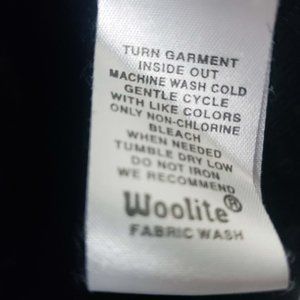 TURN GARMENT
INSIDE OUT
MACHINE WASH COLD
GENTLE CYCLE
WITH LIKE COLORS
ONLY NON-CHLORINE
BLEACH
WHEN NEEDED
TUMBLE DRY LOW
DO NOT IRON
WE RECOMMEND
Woolite®
FABRIC WASH